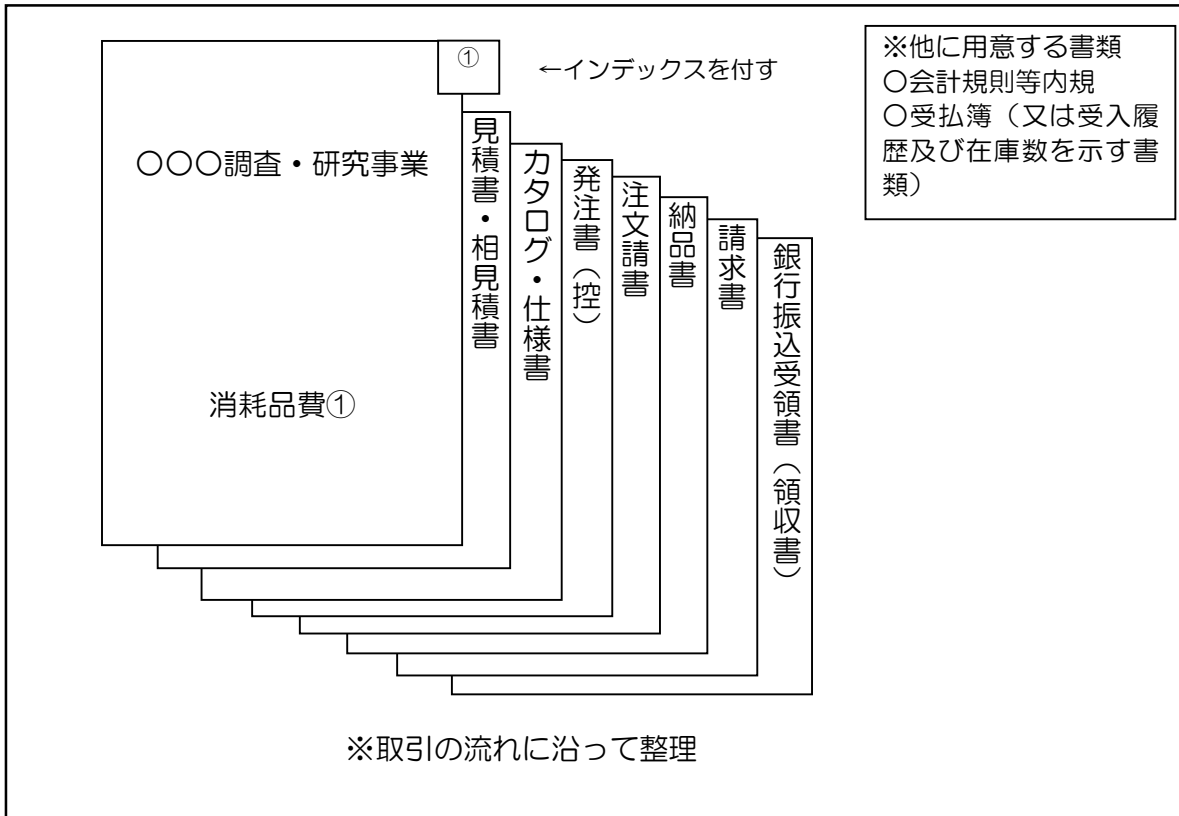 ①
←インデックスを付す
※他に用意する書類
〇会計規則等内規
〇受払簿（又は受入履
歴及び在庫数を示す書
類）
〇〇〇調査・研究事業
消耗品費①
見積書・相見積書
カタログ・仕様書
発注書（控）
注文請書
納品書
請求書
銀行振込受領書（領収書）
※取引の流れに沿って整理